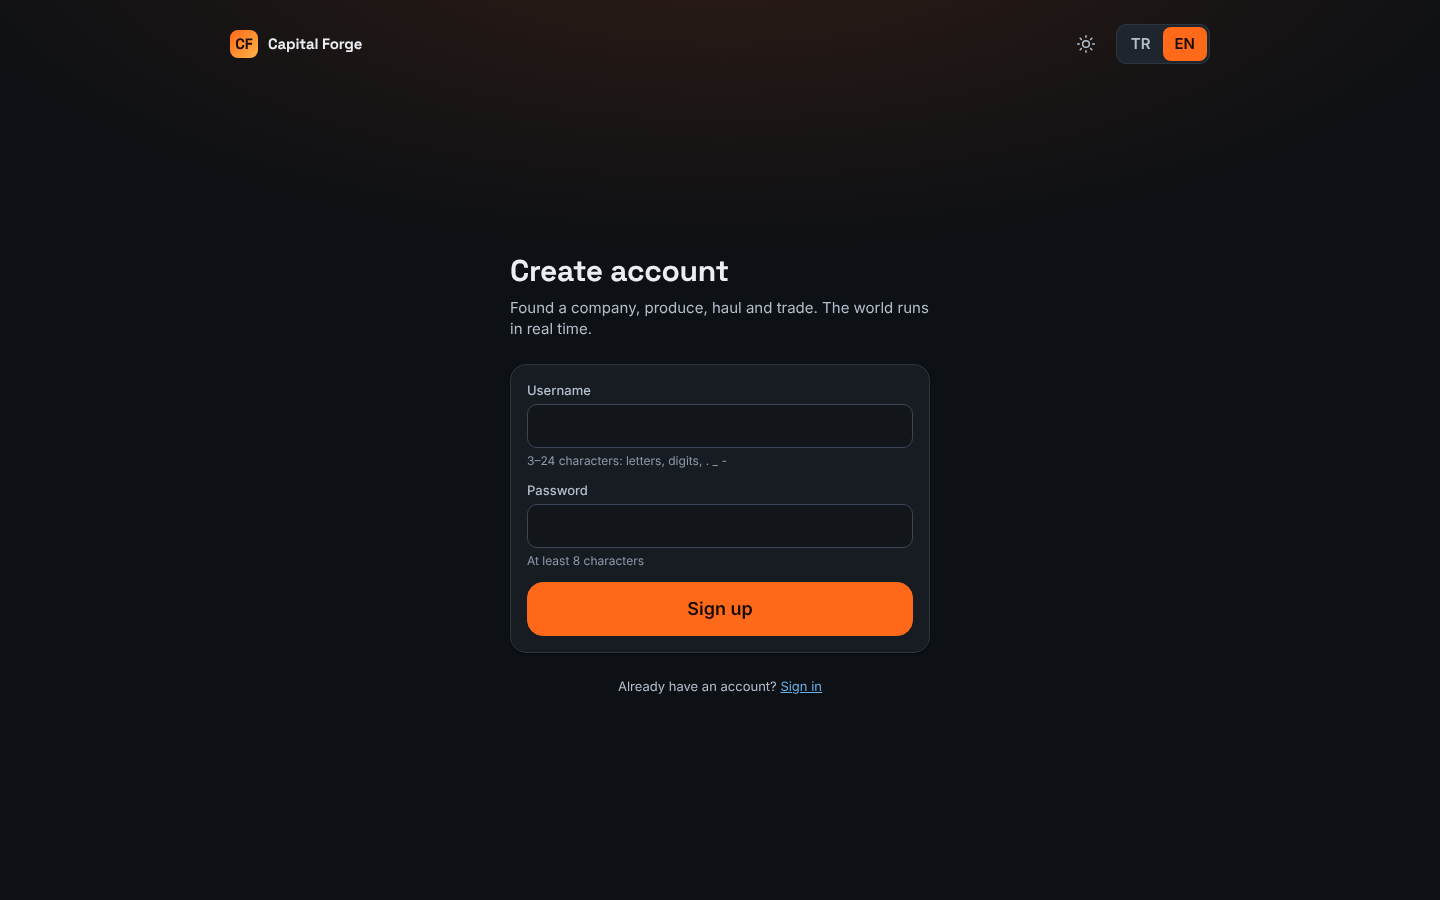 CF Capital Forge
TR EN
Create account
Found a company, produce, haul and trade. The world runs
in real time.
Username
3–24 characters: letters, digits, . _ -
Password
At least 8 characters
Sign up
Already have an account? Sign in